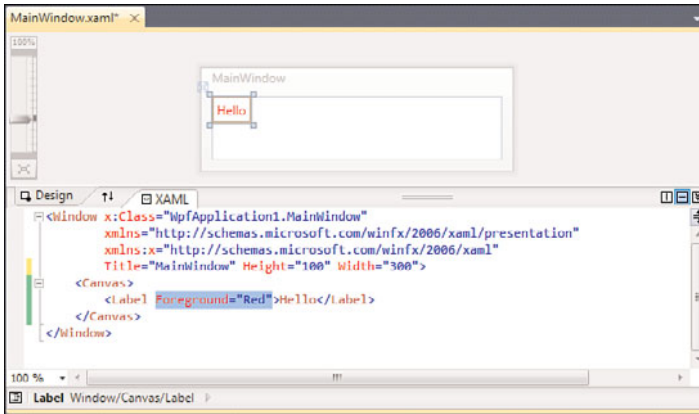 MainWindow.xaml*
100%
MainWindow
Hello
Design
XAML
<Window x:Class="WpfApplication1.MainWindow"
xmlns="http://schemas.microsoft.com/winfx/2006/xaml/presentation"
xmlns:x="http://schemas.microsoft.com/winfx/2006/xaml"
Title="MainWindow" Height="100" Width="300">
<Canvas>
<Label Foreground="Red">Hello</Label>
</Canvas>
</Window>
100 %
Label Window/Canvas/Label